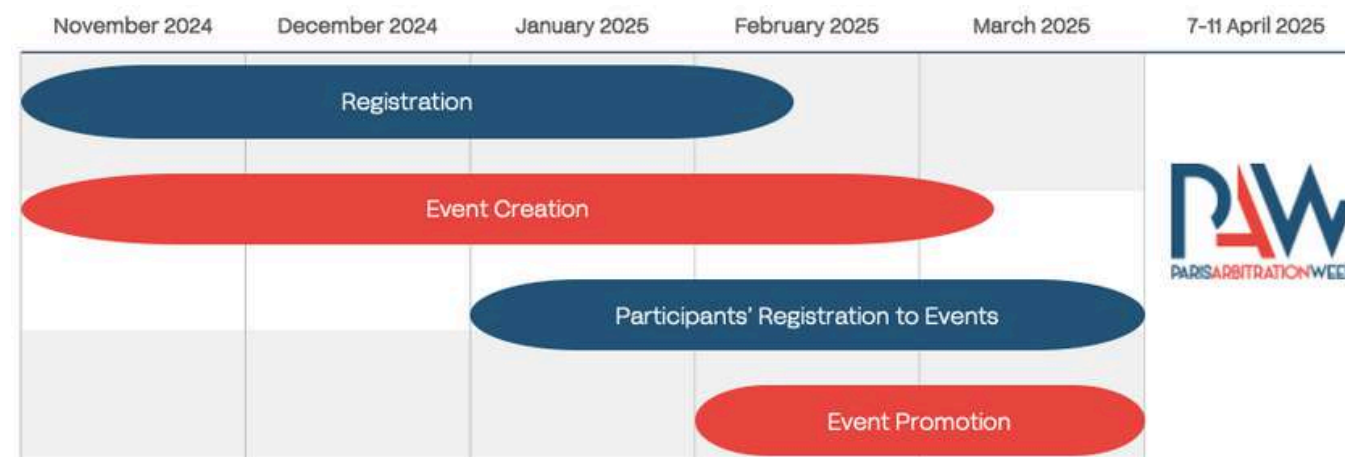 November 2024 December 2024 January 2025 February 2025 March 2025 7-11 April 2025
Registration
Event Creation
PAW
PARISARBITRATIONWEE
Participants' Registration to Events
Event Promotion